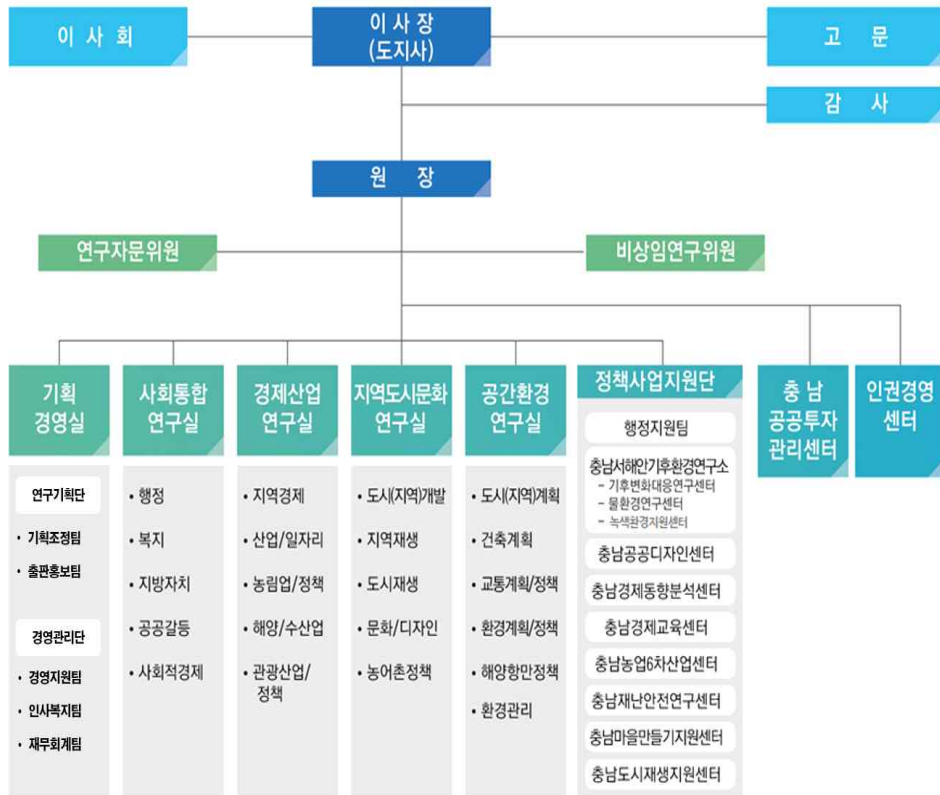 이 사 회
이 사 장
(도지사)
고 문
감 사
원 장
연구자문위원
비상임연구위원
기획
경영실
연구기획단
• 기획조정팀
• 출판홍보팀
경영관리단
• 경영지원팀
• 인사복지팀
• 재무회계팀
사회통합
연구실
• 행정
• 복지
• 지방자치
• 공공갈등
• 사회적경제
경제산업
연구실
• 지역경제
• 산업/일자리
• 농림업/정책
• 해양/수산업
• 관광산업/
정책
지역도시문화
연구실
• 도시(지역)개발
• 지역재생
• 도시재생
• 문화/디자인
• 농어촌정책
공간환경
연구실
• 도시(지역)계획
• 건축계획
• 교통계획/정책
• 환경계획/정책
• 해양항만정책
• 환경관리
정책사업지원단
행정지원팀
충남서해안기후환경연구소
– 기후변화대응연구센터
– 물환경연구센터
– 녹색환경지원센터
충남공공디자인센터
충남경제동향분석센터
충남경제교육센터
충남농업6차산업센터
충남재난안전연구센터
충남마을만들기지원센터
충남도시재생지원센터
충 남
공공투자
관리센터
인권경영
센터